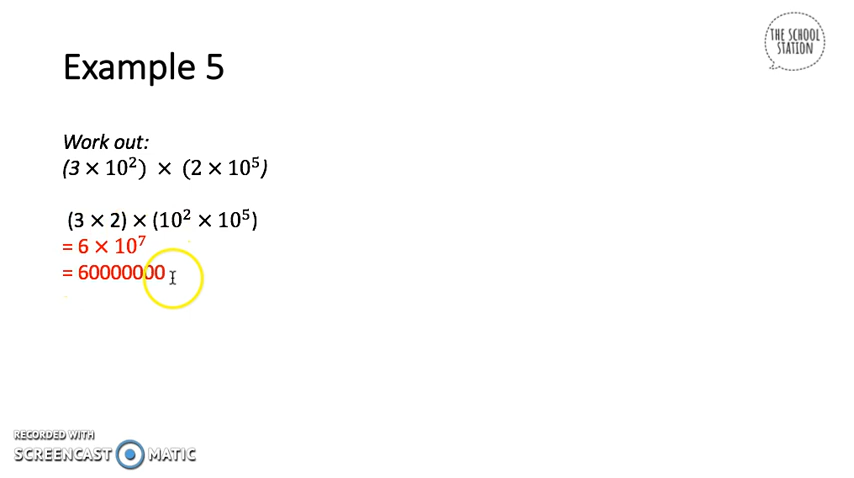 THE SCHOOL
STATION
Example 5
Work out:
(3 × 10²) × (2 × 10⁵)
(3 × 2) × (10² × 10⁵)
= 6 × 10⁷
= 60000000
RECORDED WITH
SCREENCAST MATIC